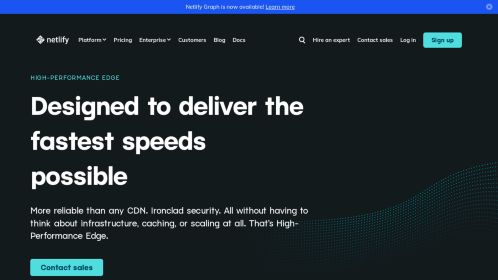 Netlify Graph is now available! Learn more
netlify Platform Pricing Enterprise Customers Blog Docs Hire an expert Contact sales Log in Sign up
HIGH-PERFORMANCE EDGE
Designed to deliver the
fastest speeds
possible
More reliable than any CDN. Ironclad security. All without having to
think about infrastructure, caching, or scaling at all. That's High-
Performance Edge.
Contact sales